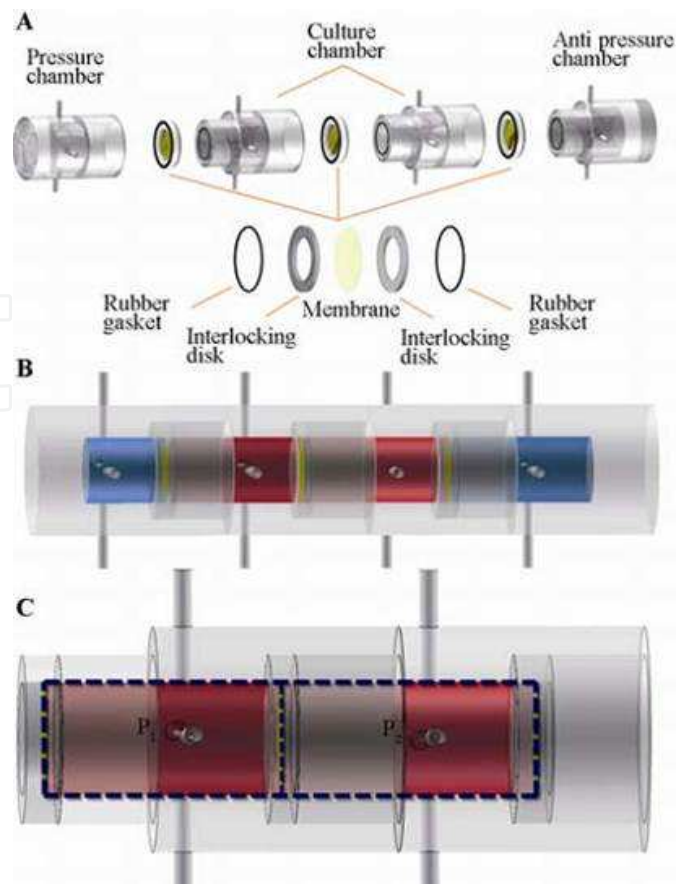 A
Pressure
chamber
Culture
chamber
Anti pressure
chamber
Rubber
gasket
Interlocking
disk
Membrane
Interlocking
disk
Rubber
gasket
B
C
P1
P2